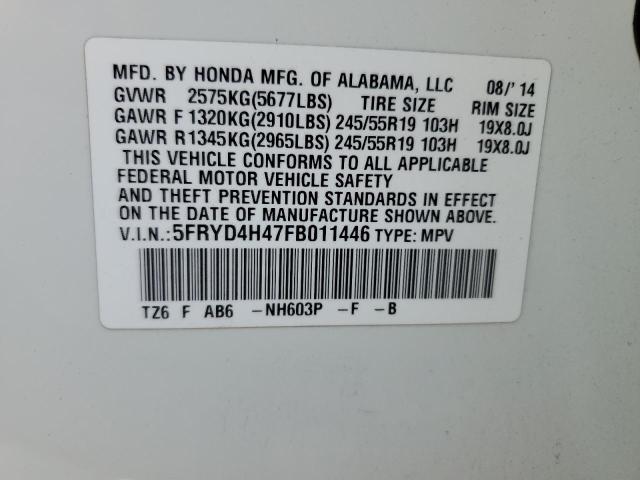 MFD. BY HONDA MFG. OF ALABAMA, LLC 08/'14
GVWR 2575KG(5677LBS) TIRE SIZE RIM SIZE
GAWR F 1320KG(2910LBS) 245/55R19 103H 19X8.0J
GAWR R 1345KG(2965LBS) 245/55R19 103H 19X8.0J
THIS VEHICLE CONFORMS TO ALL APPLICABLE
FEDERAL MOTOR VEHICLE SAFETY
AND THEFT PREVENTION STANDARDS IN EFFECT
ON THE DATE OF MANUFACTURE SHOWN ABOVE.
V.I.N.:5FRYD4H47FB011446 TYPE: MPV
TZ6 F AB6 -NH603P -F -B